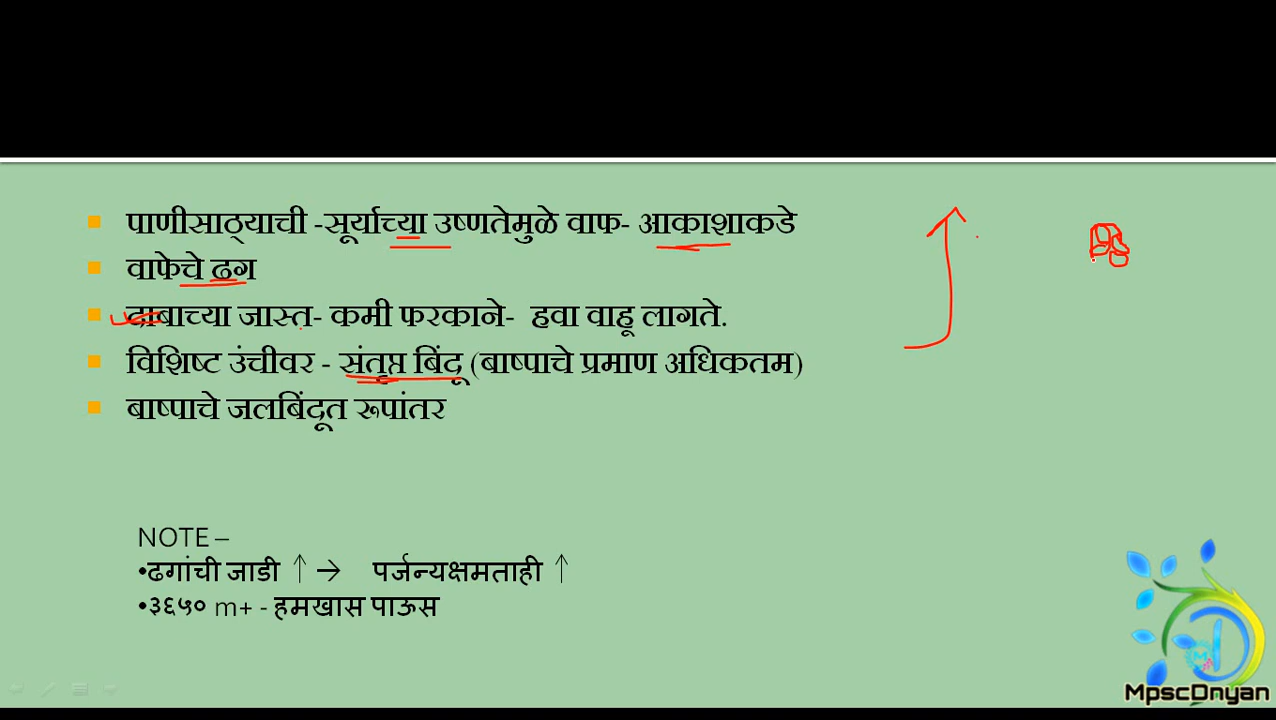 पाणीसाठ्याची -सूर्याच्या उष्णतेमुळे वाफ- आकाशाकडे
वाफेचे ढग
दाबाच्या जास्त- कमी फरकाने- हवा वाहू लागते.
विशिष्ट उंचीवर - संतृप्त बिंदू (बाष्पाचे प्रमाण अधिकतम)
बाष्पाचे जलबिंदूत रूपांतर
NOTE –
•ढगांची जाडी ↑ → पर्जन्यक्षमताही ↑
•३६५० m+ - हमखास पाऊस
MpscDnyan